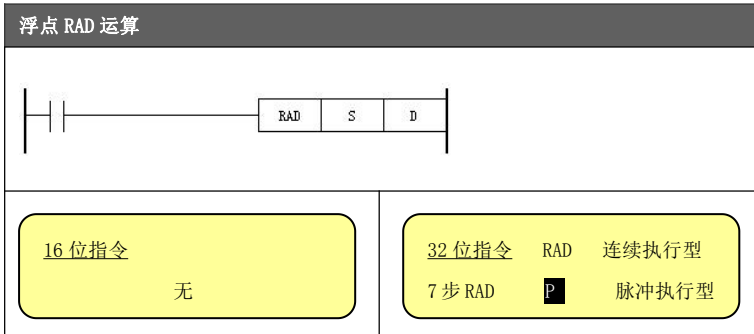 浮点 RAD 运算
RAD S D
16 位指令
无
32 位指令 RAD 连续执行型
7 步 RAD P 脉冲执行型